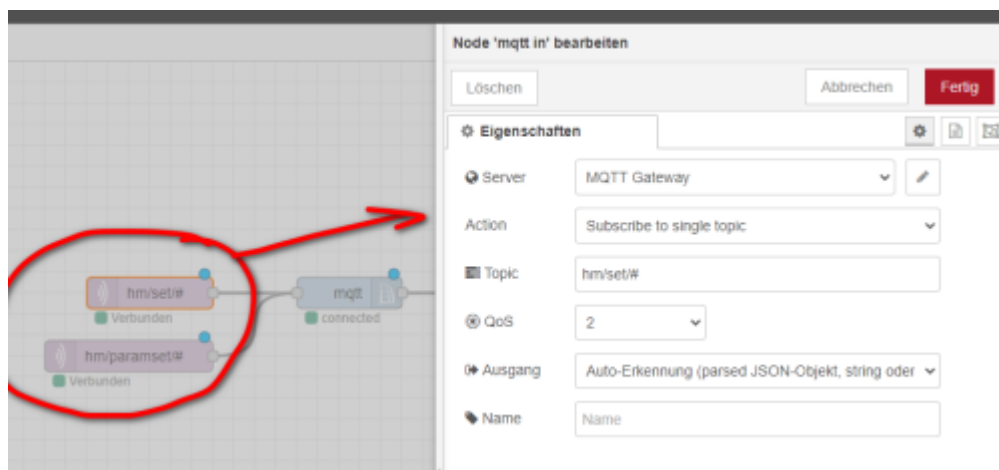 Node 'mqtt in' bearbeiten
Löschen
Abbrechen
Fertig
Eigenschaften
Server
MQTT Gateway
Action
Subscribe to single topic
Topic
hm/set/#
QoS
2
Ausgang
Auto-Erkennung (parsed JSON-Objekt, string oder
Name
Name
hm/set/#
Verbunden
mqtt
connected
hm/paramset/#
Verbunden